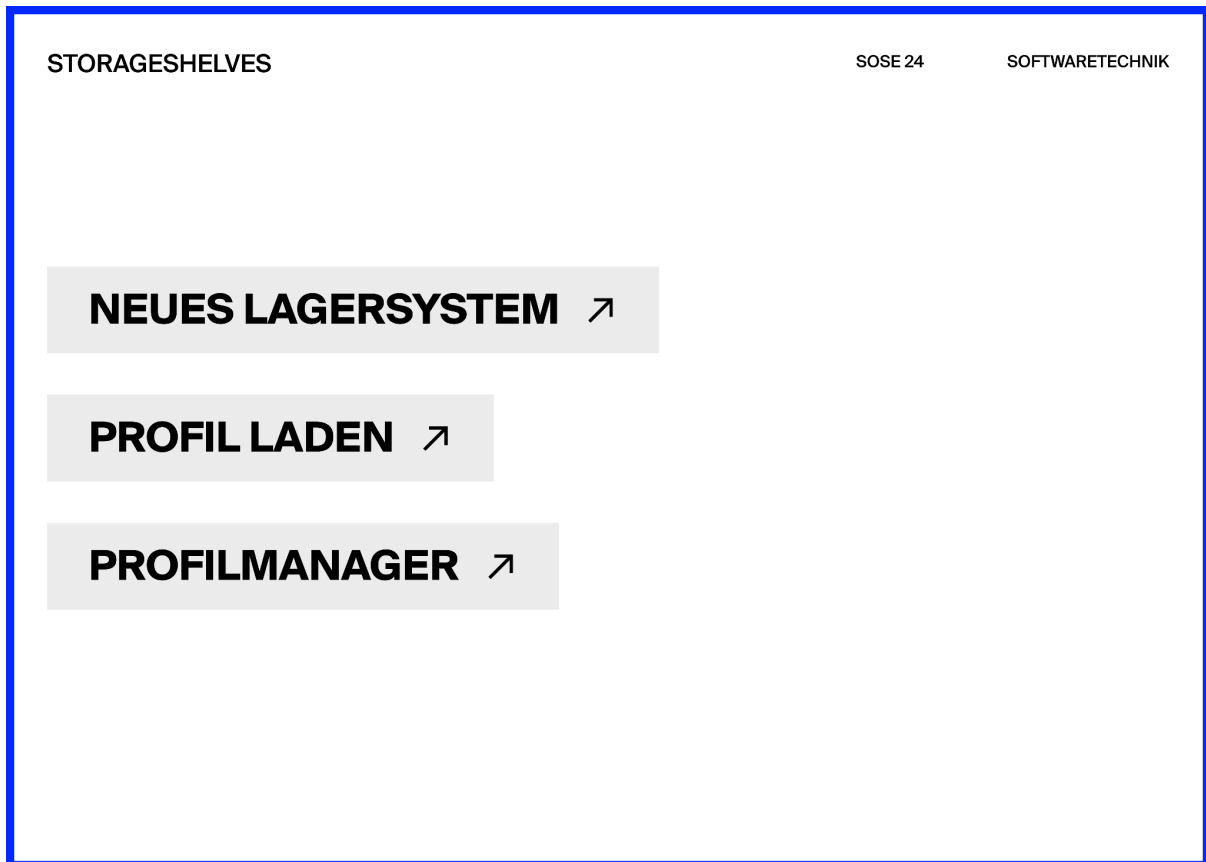 STORAGESHELVES
SOSE 24
SOFTWARETECHNIK
NEUES LAGERSYSTEM
PROFIL LADEN
PROFILMANAGER